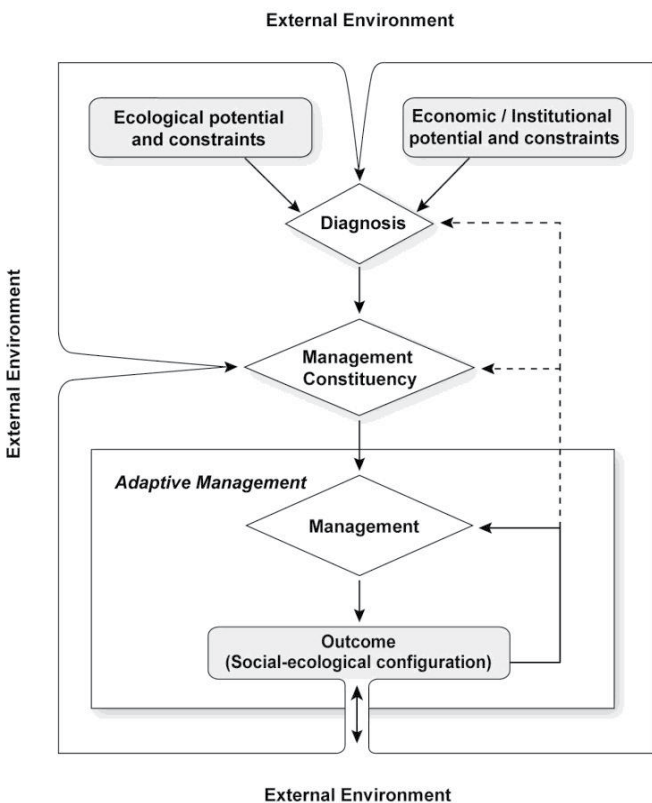 External Environment
Ecological potential
and constraints
Economic / Institutional
potential and constraints
Diagnosis
External Environment
Management
Constituency
Adaptive Management
Management
Outcome
(Social-ecological configuration)
External Environment